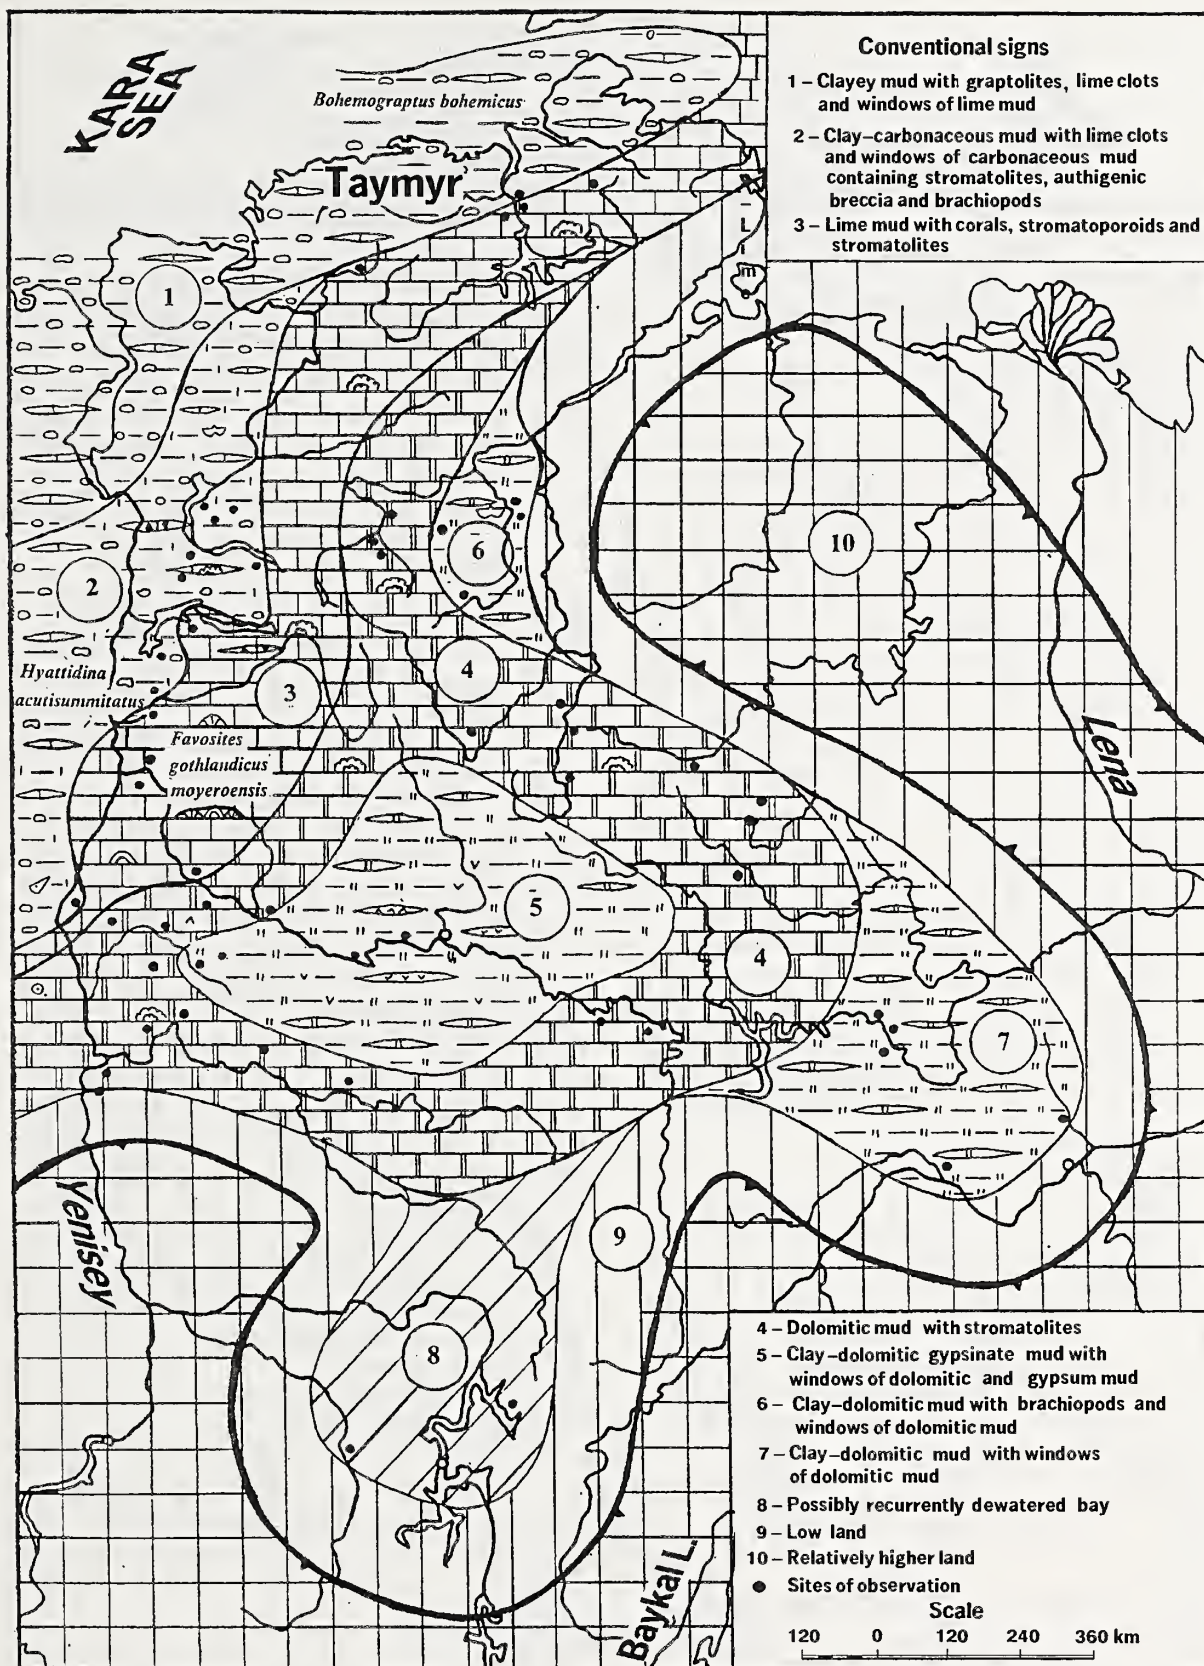 KARA
SEA
Bohemograptus bohemicus
Taymyr
Conventional signs
1 – Clayey mud with graptolites, lime clots
and windows of lime mud
2 – Clay–carbonaceous mud with lime clots
and windows of carbonaceous mud
containing stromatolites, authigenic
breccia and brachiopods
3 – Lime mud with corals, stromatoporoids and
stromatolites
1
10
6
2
4
3
Hyattidina
acutisummitatus
Favosites
gothlandicus
moyeroensis
Lena
5
4
7
Yenisey
9
8
Baykal L.
4 – Dolomitic mud with stromatolites
5 – Clay–dolomitic gypsinate mud with
windows of dolomitic and gypsum mud
6 – Clay–dolomitic mud with brachiopods and
windows of dolomitic mud
7 – Clay–dolomitic mud with windows
of dolomitic mud
8 – Possibly recurrently dewatered bay
9 – Low land
10 – Relatively higher land
Sites of observation
Scale
120 0 120 240 360 km